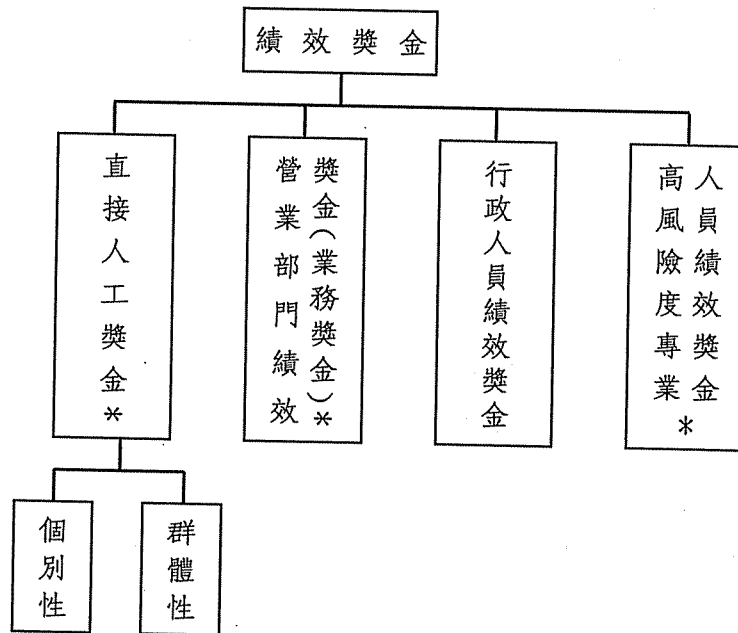 績效獎金
直接人工獎金*
營業部門績效
獎金(業務獎金)*
行政人員績效獎金
高風險度專業
人員績效獎金
*
個別性
群體性